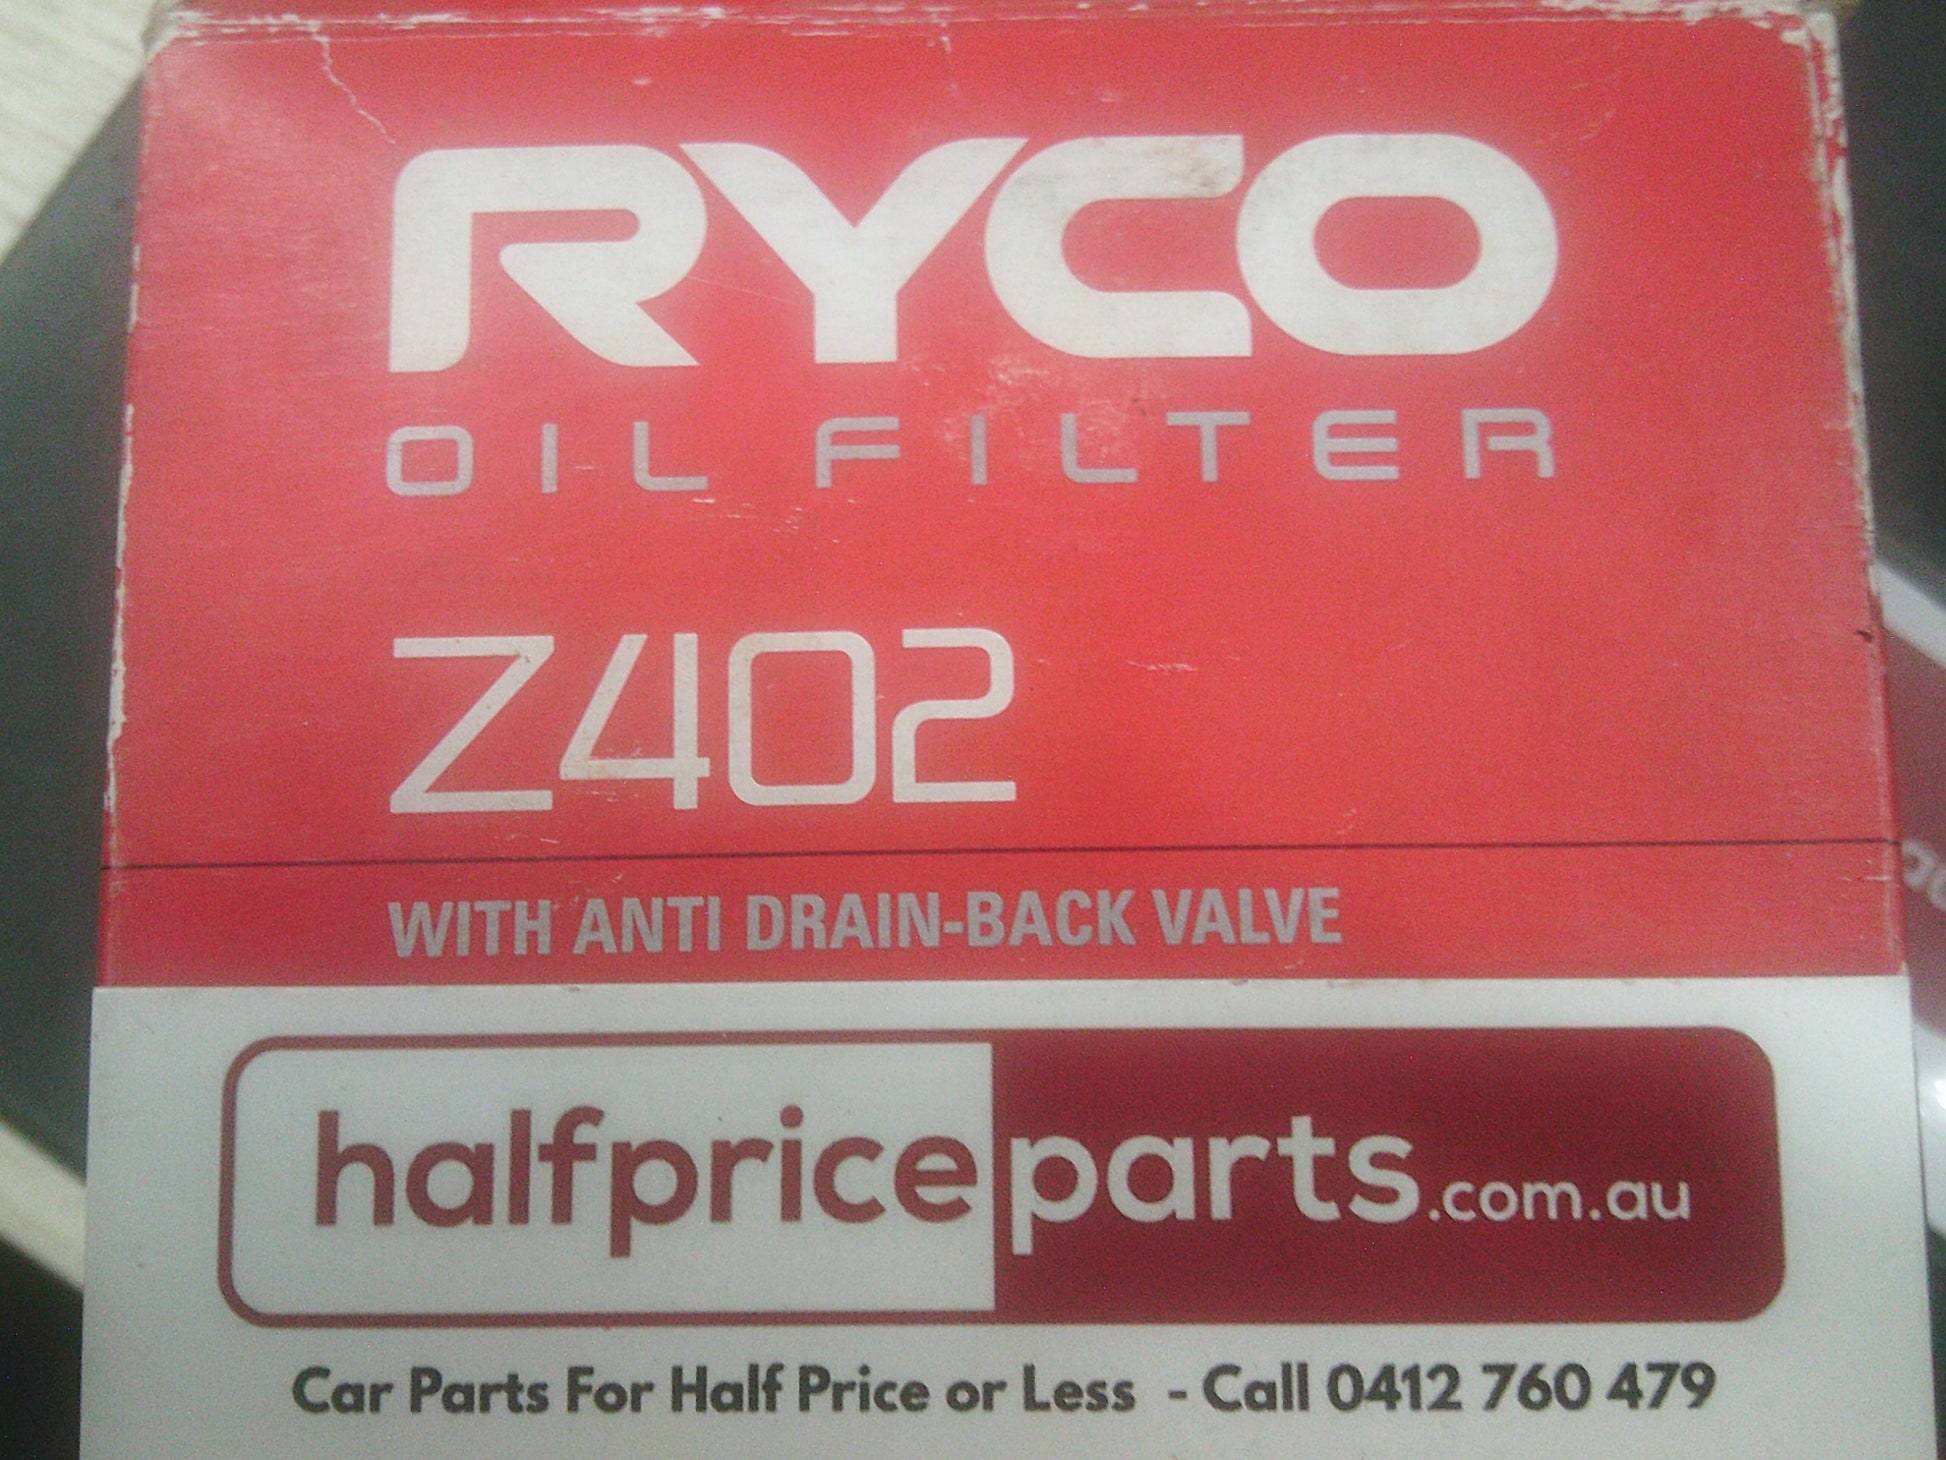 RYCO
OIL FILTER
Z402
WITH ANTI DRAIN-BACK VALVE
halfpriceparts.com.au
Car Parts For Half Price or Less - Call 0412 760 479